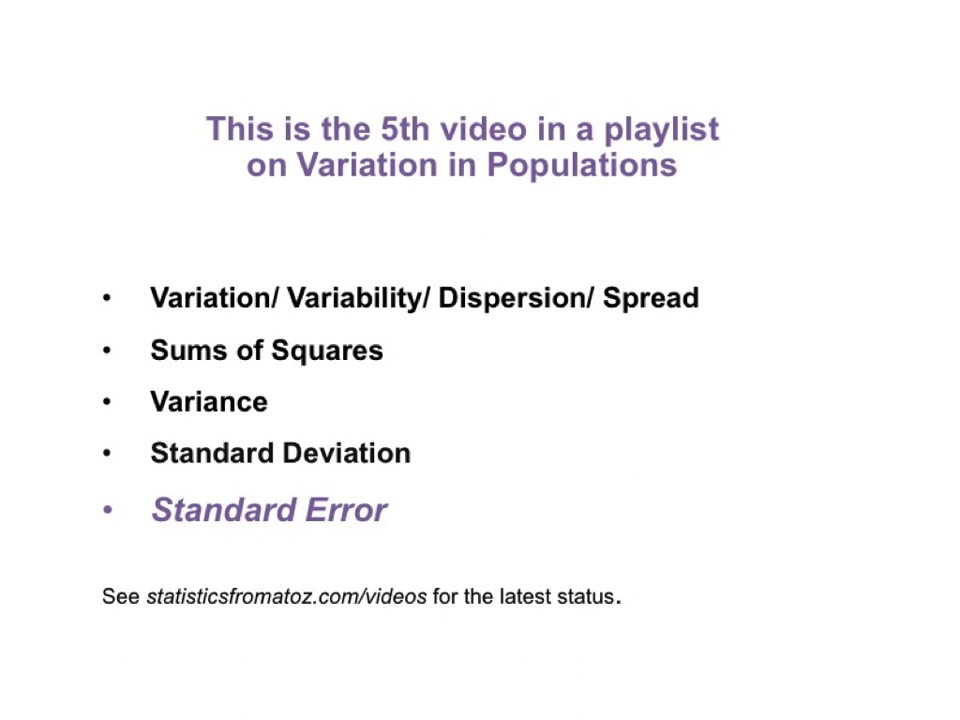 This is the 5th video in a playlist
on Variation in Populations
• Variation/ Variability/ Dispersion/ Spread
• Sums of Squares
• Variance
• Standard Deviation
• Standard Error
See statisticsfromatoz.com/videos for the latest status.